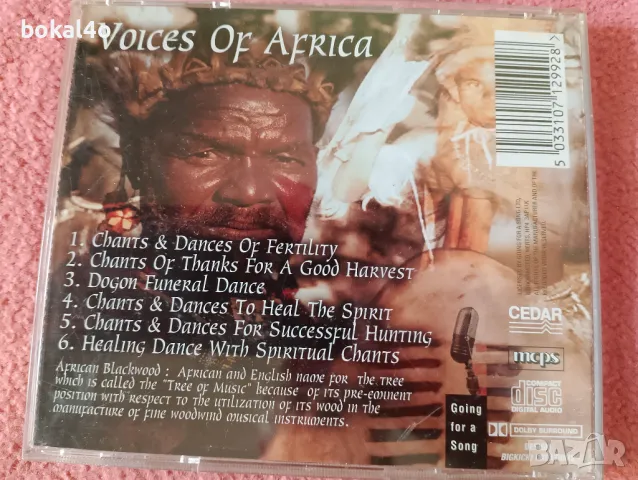 bokal4o
Voices Of Africa
5 033107 129928 >
1. Chants & Dances Of Fertility
2. Chants Of Thanks For A Good Harvest
3. Dogon Funeral Dance
4. Chants & Dances To Heal The Spirit
5. Chants & Dances For Successful Hunting
6. Healing Dance With Spiritual Chants
African Blackwood : African and English name for the tree
which is called the "Tree of Music" because of its pre-eminent
position with respect to the utilization of its wood in the
manufacture of fine woodwind musical instruments.
CEDAR
mcps
COMPACT
disc
DIGITAL AUDIO
Going
for a
Song
DOLBY SURROUND
BAZAR